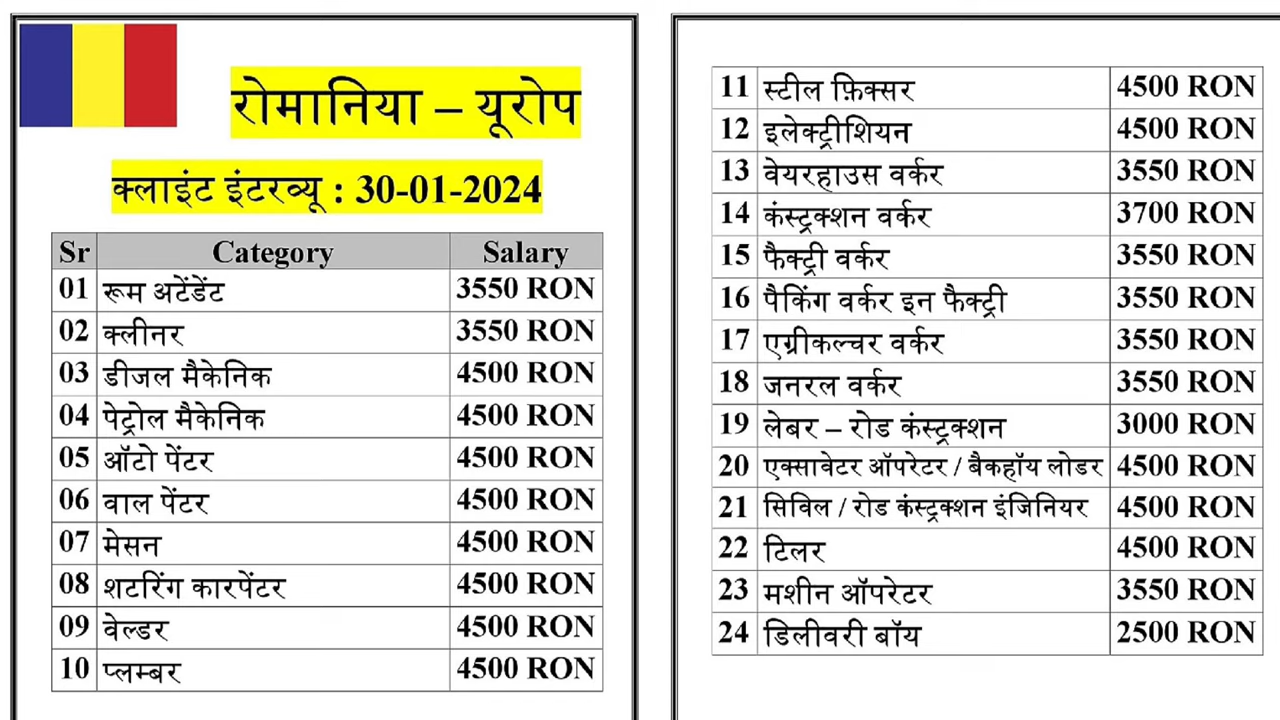 रोमानिया – यूरोप
क्लाइंट इंटरव्यू : 30-01-2024
Sr Category Salary
01 रूम अटेंडेंट 3550 RON
02 क्लीनर 3550 RON
03 डीजल मैकेनिक 4500 RON
04 पेट्रोल मैकेनिक 4500 RON
05 ऑटो पेंटर 4500 RON
06 वाल पेंटर 4500 RON
07 मेसन 4500 RON
08 शटरिंग कारपेंटर 4500 RON
09 वेल्डर 4500 RON
10 प्लम्बर 4500 RON
11 स्टील फ़िक्सर 4500 RON
12 इलेक्ट्रीशियन 4500 RON
13 वेयरहाउस वर्कर 3550 RON
14 कंस्ट्रक्शन वर्कर 3700 RON
15 फैक्ट्री वर्कर 3550 RON
16 पैकिंग वर्कर इन फैक्ट्री 3550 RON
17 एग्रीकल्चर वर्कर 3550 RON
18 जनरल वर्कर 3550 RON
19 लेबर – रोड कंस्ट्रक्शन 3000 RON
20 एक्सावेटर ऑपरेटर / बैकहॉय लोडर 4500 RON
21 सिविल / रोड कंस्ट्रक्शन इंजिनियर 4500 RON
22 टिलर 4500 RON
23 मशीन ऑपरेटर 3550 RON
24 डिलीवरी बॉय 2500 RON